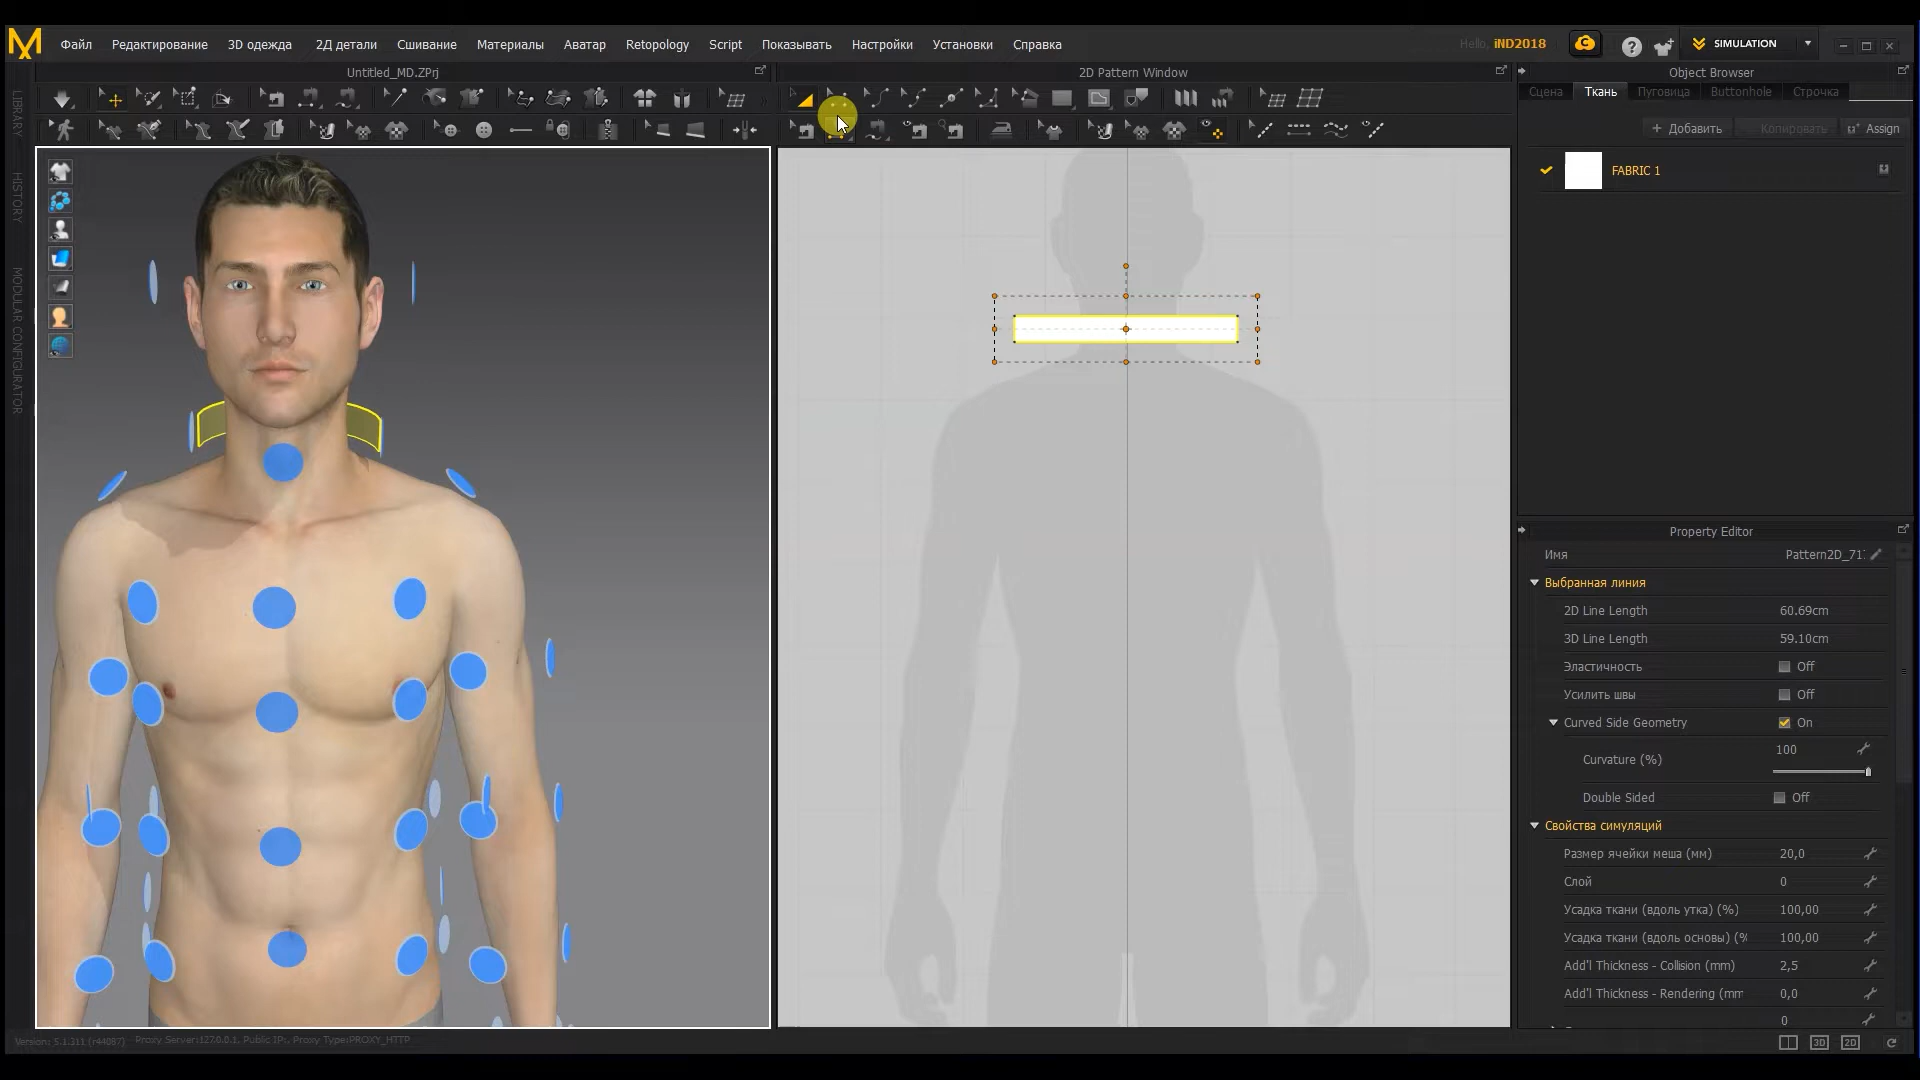 Файл Редактирование 3D одежда 2Д детали Сшивание Материалы Аватар Retopology Script Показывать Настройки Установки Справка Hello, iND2018 SIMULATION
Untitled_MD.ZPrj
2D Pattern Window
Object Browser
Сцена Ткань Пуговица Buttonhole Строчка
+ Добавить Копировать Assign
FABRIC 1
LIBRARY
HISTORY
MODULAR CONFIGURATOR
Property Editor
Имя Pattern2D_71
Выбранная линия
2D Line Length 60.69cm
3D Line Length 59.10cm
Эластичность Off
Усилить швы Off
Curved Side Geometry On
Curvature (%) 100
Double Sided Off
Свойства симуляций
Размер ячейки меша (мм) 20,0
Слой 0
Усадка ткани (вдоль утка) (%) 100,00
Усадка ткани (вдоль основы) (% 100,00
Add'l Thickness - Collision (mm) 2,5
Add'l Thickness - Rendering (mm 0,0
0
Version: 5.1.311 (r44087) Proxy Server:127.0.0.1, Public IP:, Proxy Type:PROXY_HTTP
3D 2D